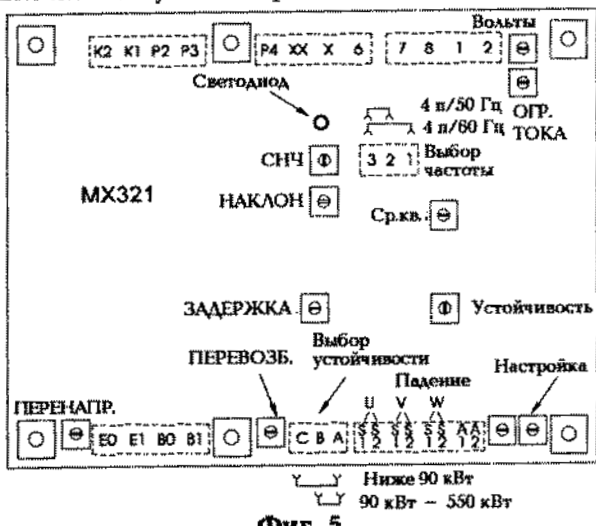 Вольты
K2 K1 P2 P3
P4 XX X 6
7 8 1 2
Светодиод
4 п/50 Гц
4 п/60 Гц
ОГР.
ТОКА
СНЧ
3 2 1
Выбор
частоты
MX321
НАКЛОН
Ср.кв.
ЗАДЕРЖКА
Устойчивость
ПЕРЕВОЗБ.
Выбор
устойчивости
Настройка
Падение
U V W
ПЕРЕНАПР.
E0 E1 B0 B1
C B A
S S S S S S A A
1 2 1 2 1 2 1 2
Ниже 90 кВт
90 кВт – 550 кВт
Фиг. 5